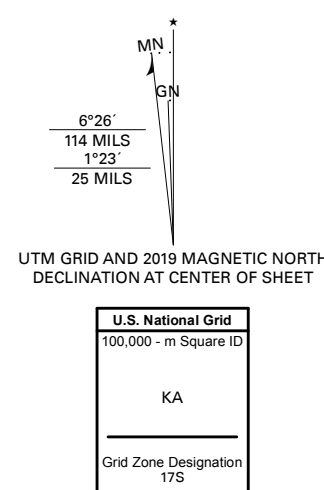 ★
MN
GN
6°26´
114 MILS
1°23´
25 MILS
UTM GRID AND 2019 MAGNETIC NORTH
DECLINATION AT CENTER OF SHEET
U.S. National Grid
100,000 - m Square ID
KA
Grid Zone Designation
17S